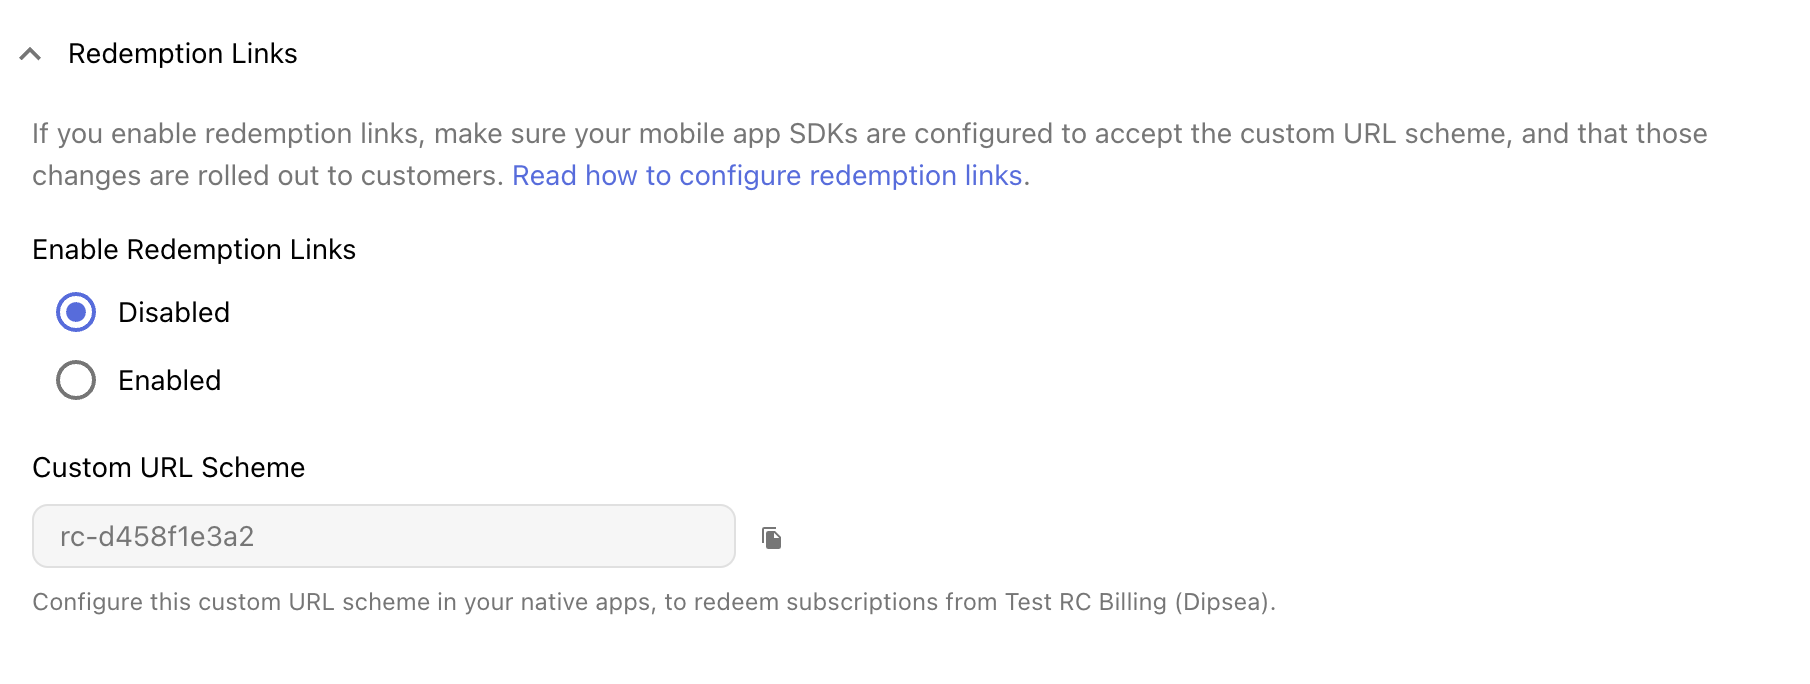 Redemption Links
If you enable redemption links, make sure your mobile app SDKs are configured to accept the custom URL scheme, and that those
changes are rolled out to customers. Read how to configure redemption links.
Enable Redemption Links
Disabled
Enabled
Custom URL Scheme
rc-d458f1e3a2
Configure this custom URL scheme in your native apps, to redeem subscriptions from Test RC Billing (Dipsea).